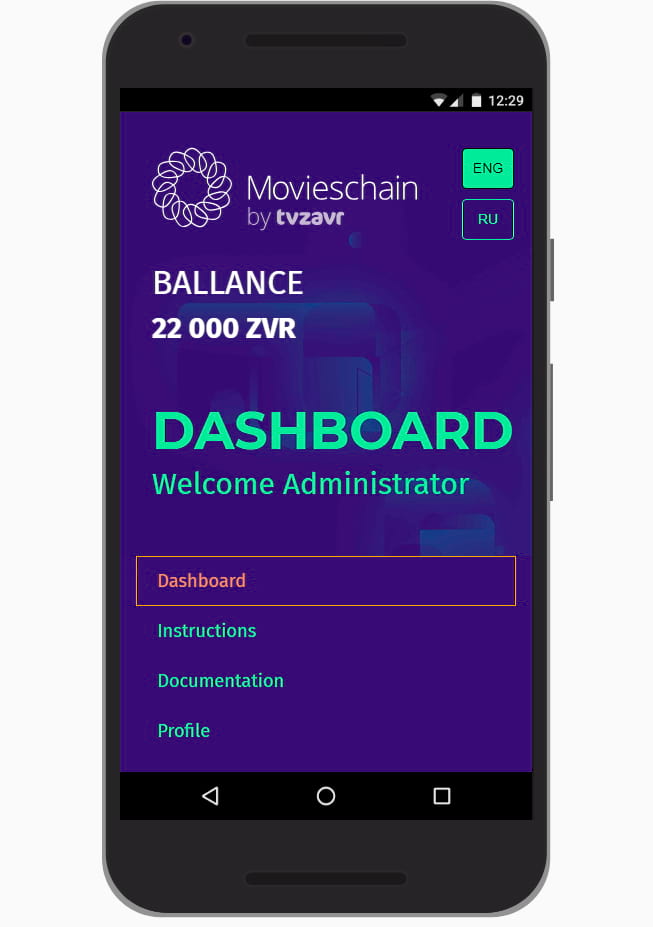 12:29
Movieschain
by tvzavr
ENG
RU
BALLANCE
22 000 ZVR
DASHBOARD
Welcome Administrator
Dashboard
Instructions
Documentation
Profile